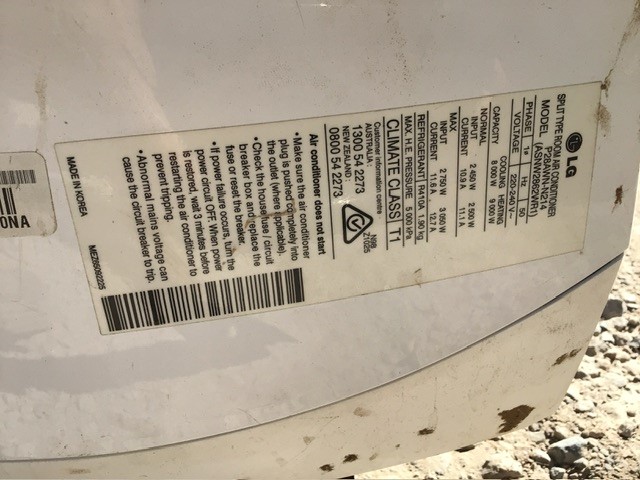 LG
SPLIT TYPE ROOM AIR CONDITIONER
PHASE 1ø Hz 50
VOLTAGE 220-240 V~
COOLING HEATING
CAPACITY 8 000 W 9 000 W
NORMAL
INPUT 2 450 W 2 500 W
CURRENT 10.9 A 11.1 A
MAX
INPUT 2 750 W 3 050 W
REFRIGERANT R410A
MAX. H.E. PRESSURE 5 000 kPa
CLIMATE CLASS T1
Customer information centre
AUSTRALIA:
1300 54 2273
NEW ZEALAND:
0800 54 2273
N99
Air conditioner does not start
• Make sure the air conditioner
plug is pushed completely into
the outlet (where applicable).
• Check the house fuse / circuit
breaker box and replace the
fuse or reset the breaker.
• If power failure occurs, turn the
power circuit OFF. When power
restored, wait 3 minutes before
restarting the air conditioner to
prevent tripping.
• Abnormal mains voltage can
cause the circuit breaker to trip.
MADE IN KOREA
0NA